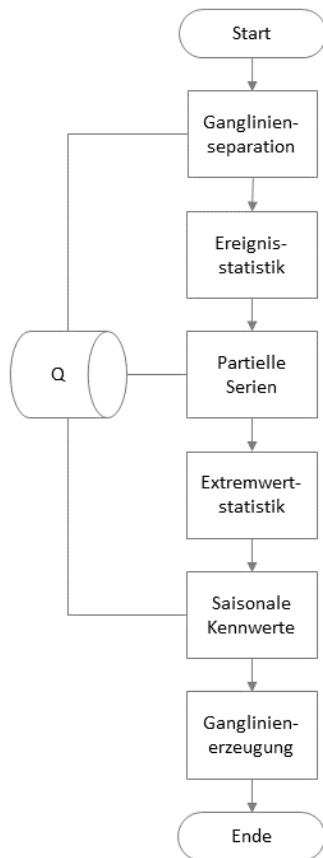 Start
Ganglinien-
separation
Ereignis-
statistik
Q
Partielle
Serien
Extremwert-
statistik
Saisonale
Kennwerte
Ganglinien-
erzeugung
Ende